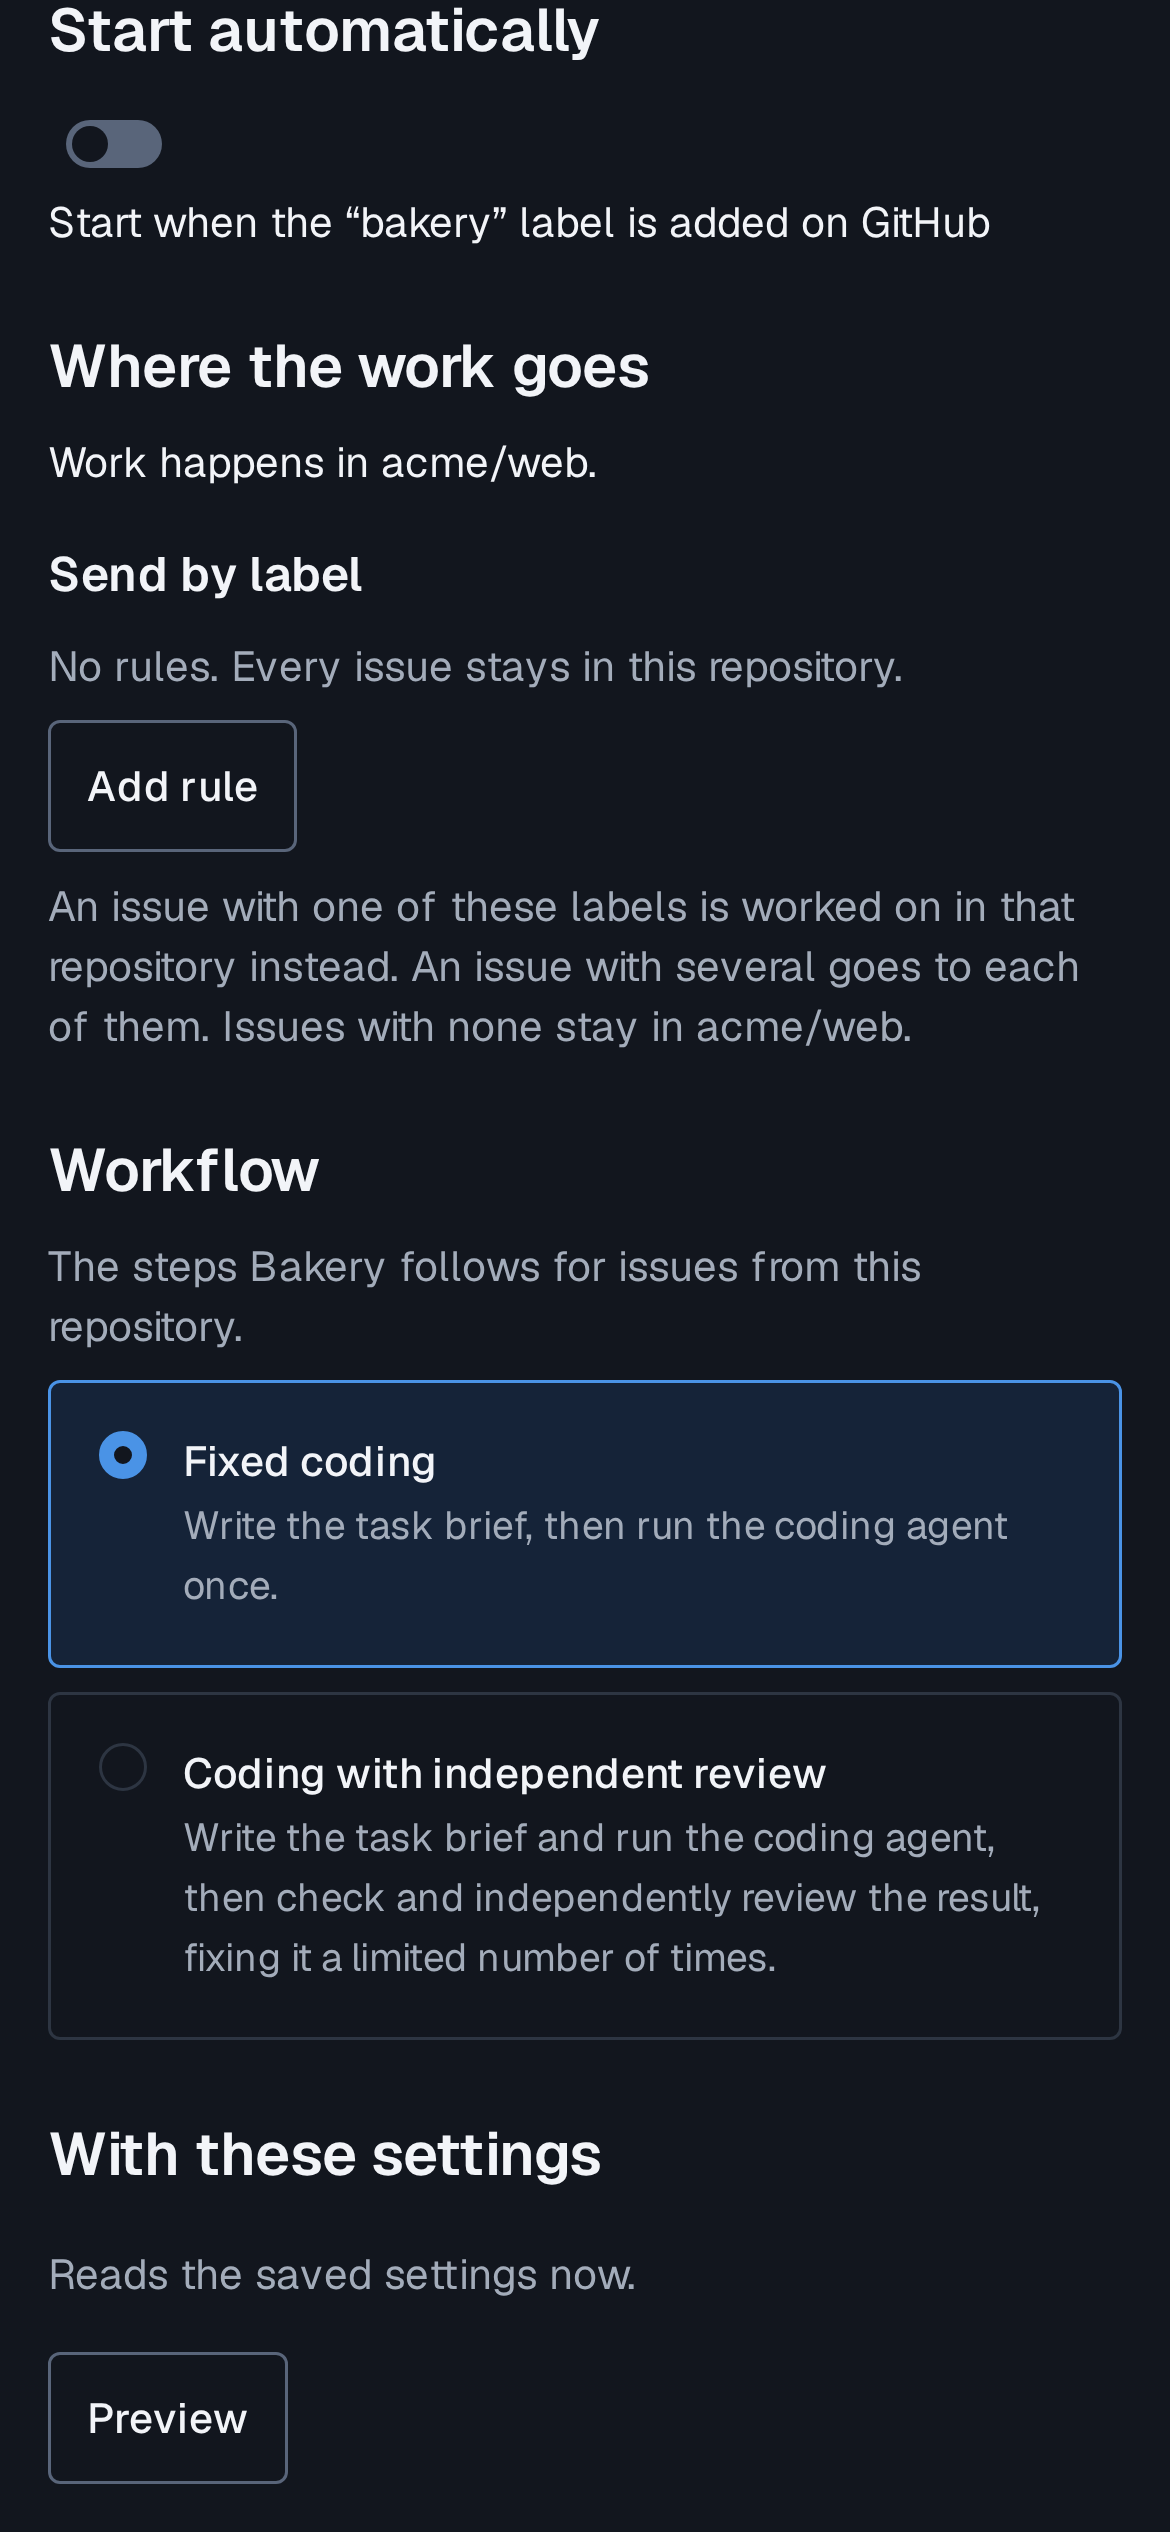 Start automatically
Start when the “bakery” label is added on GitHub
Where the work goes
Work happens in acme/web.
Send by label
No rules. Every issue stays in this repository.
Add rule
An issue with one of these labels is worked on in that
repository instead. An issue with several goes to each
of them. Issues with none stay in acme/web.
Workflow
The steps Bakery follows for issues from this
repository.
Fixed coding
Write the task brief, then run the coding agent
once.
Coding with independent review
Write the task brief and run the coding agent,
then check and independently review the result,
fixing it a limited number of times.
With these settings
Reads the saved settings now.
Preview